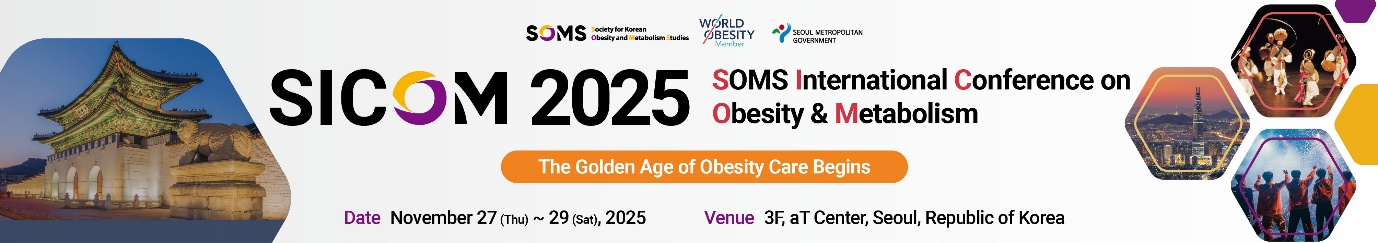 SOMS Society for Korean
Obesity and Metabolism Studies
WORLD
OBESITY
Member
SEOUL METROPOLITAN
GOVERNMENT
SICOM 2025
SOMS International Conference on
Obesity & Metabolism
The Golden Age of Obesity Care Begins
Date November 27 (Thu) ~ 29 (Sat), 2025
Venue 3F, aT Center, Seoul, Republic of Korea